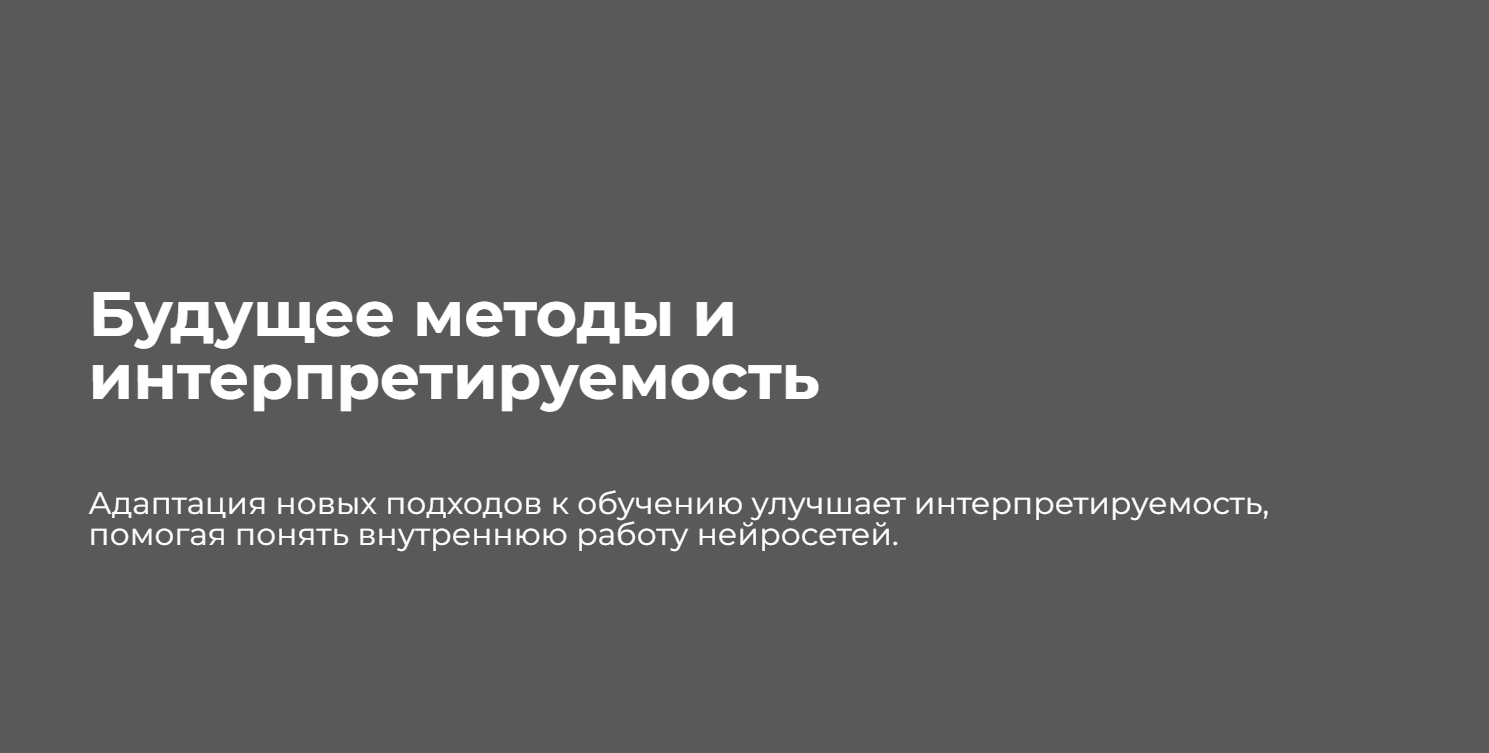 Будущее методы и
интерпретируемость
Адаптация новых подходов к обучению улучшает интерпретируемость,
помогая понять внутреннюю работу нейросетей.